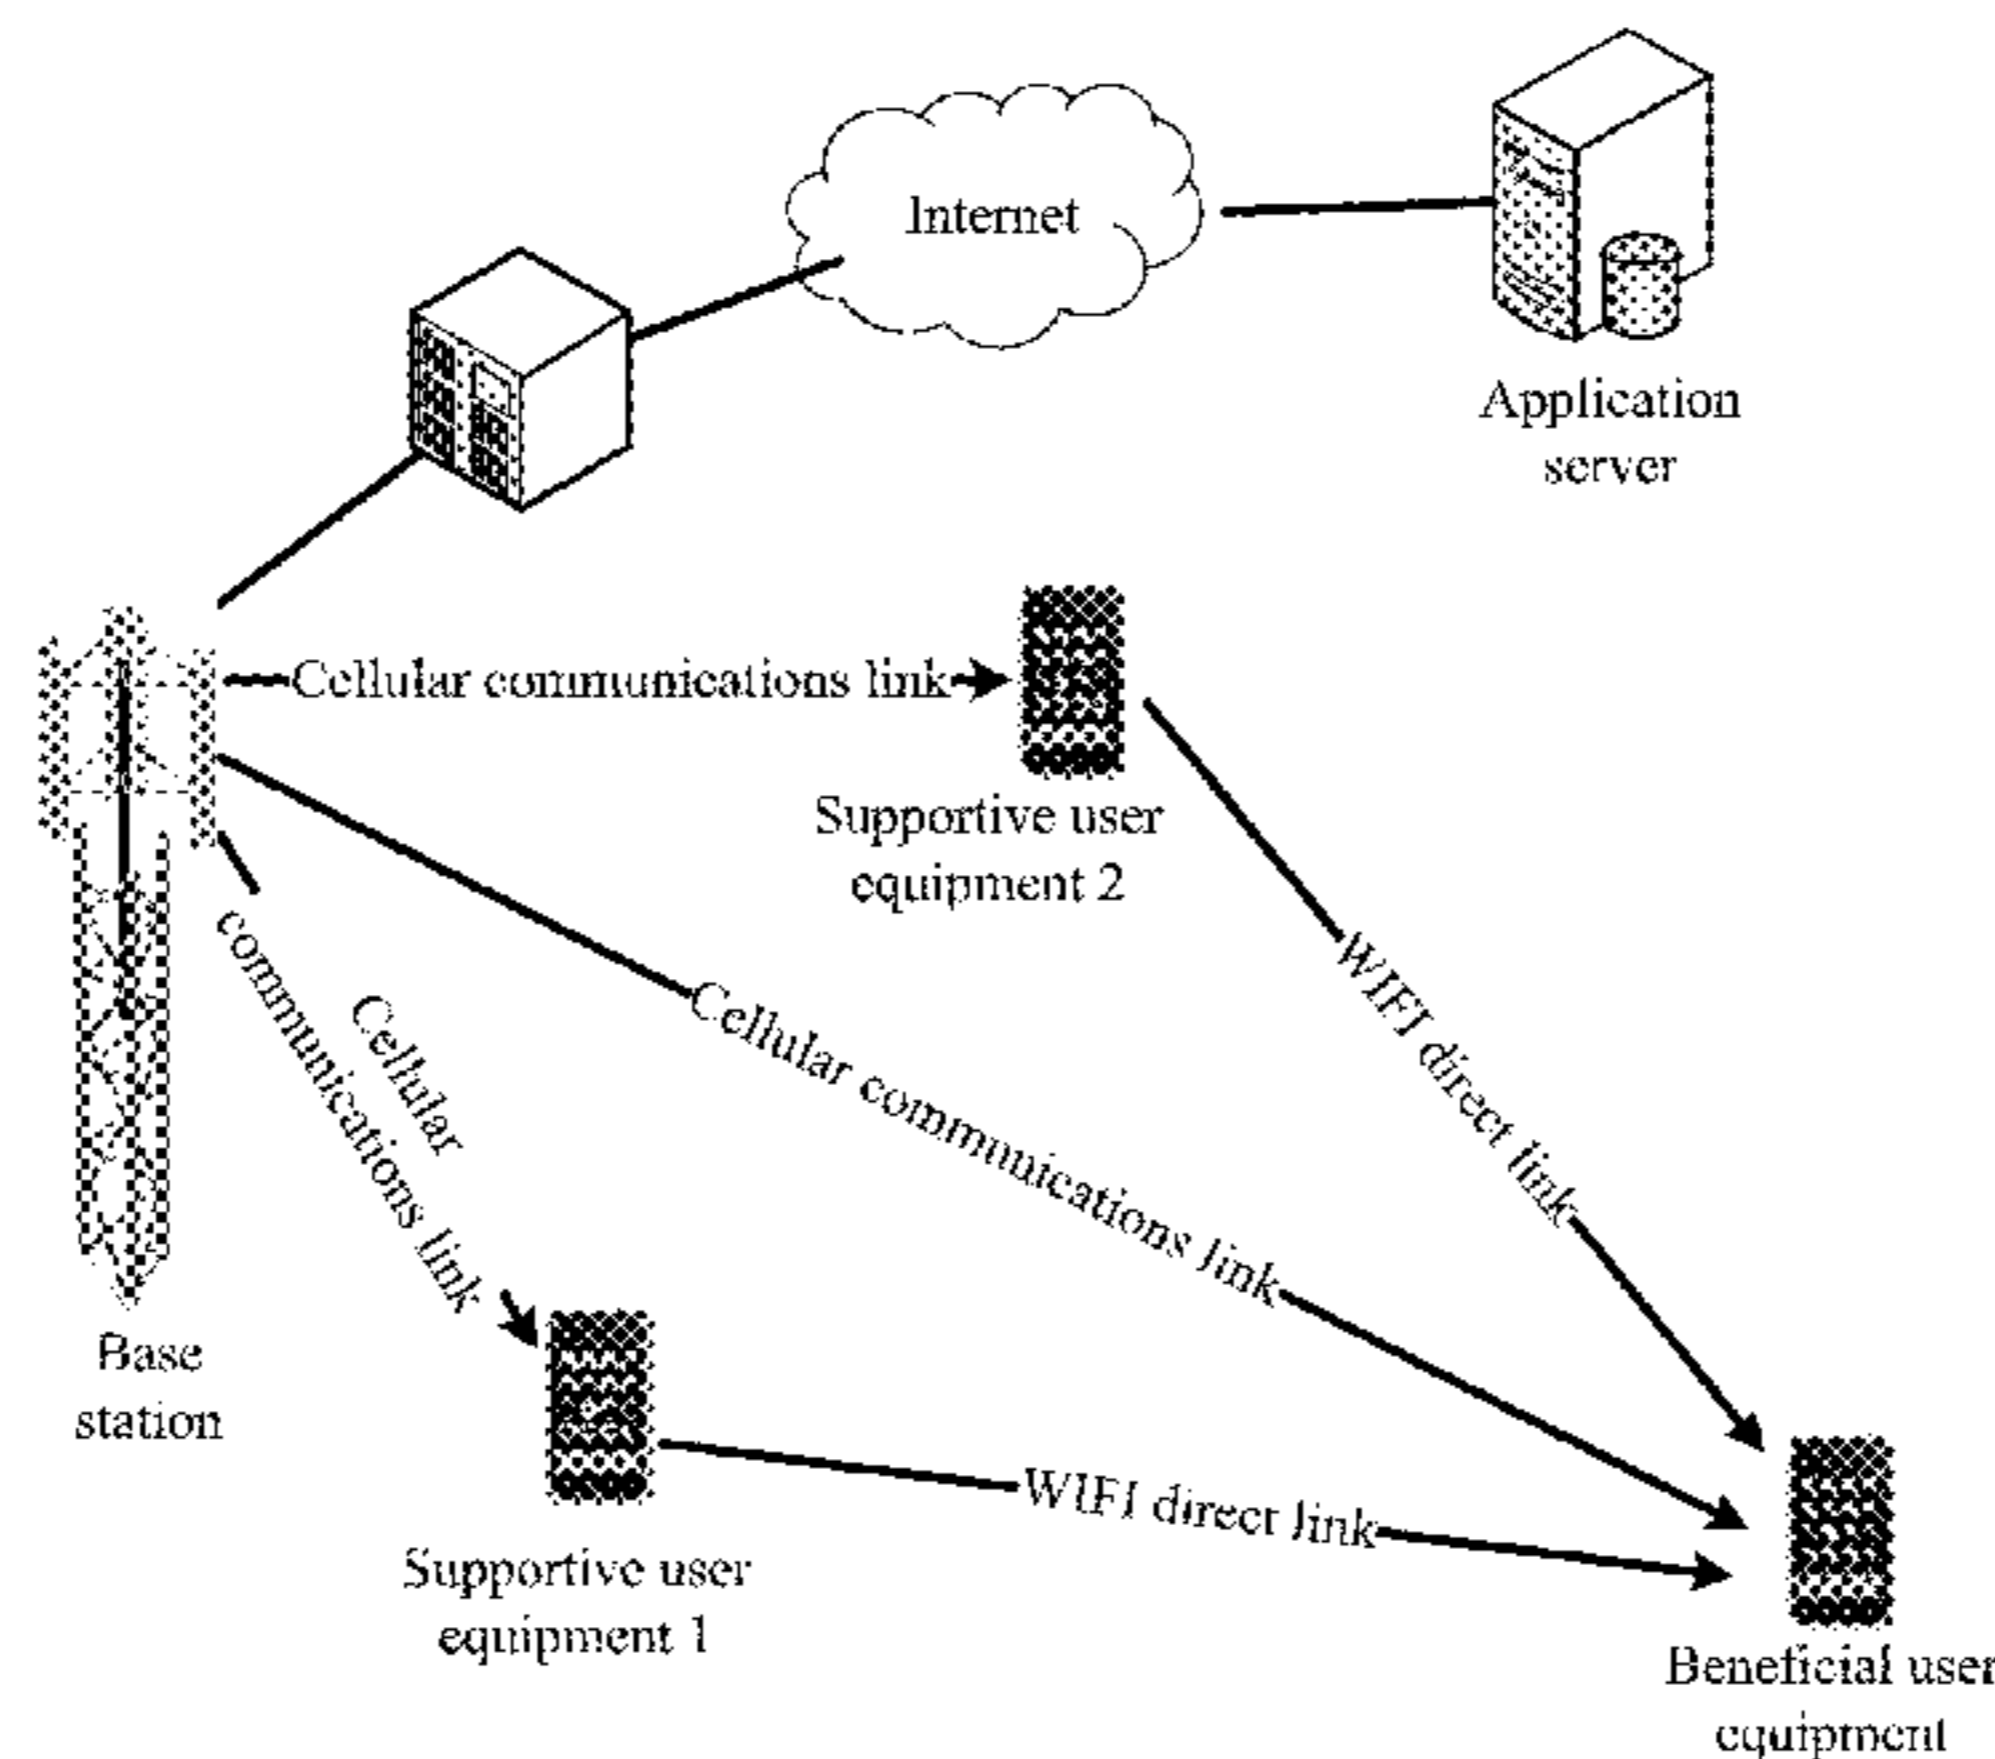 Internet
Application
server
Cellular communications link
Supportive user
equipment 2
WIFI direct link
Cellular communications link
Cellular
communications link
Base
station
WIFI direct link
Supportive user
equipment 1
Beneficial user
equipment